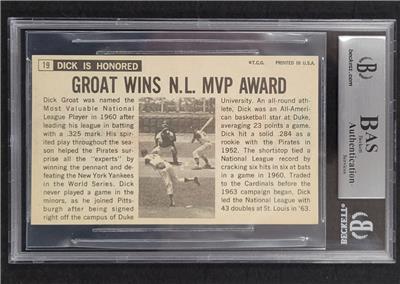 19 DICK IS HONORED
★T.C.G. PRINTED IN U.S.A.
GROAT WINS N.L. MVP AWARD
Dick Groat was named the
Most Valuable National
League Player in 1960 after
leading his league in batting
with a .325 mark. His spir-
ited play throughout the sea-
son helped the Pirates surpr-
ise all the "experts" by
winning the pennant and de-
feating the New York Yankees
in the World Series. Dick
never played a game in the
minors, as he joined Pitts-
burgh after being signed
right off the campus of Duke
University. An all-round athle-
te, Dick was an All-Ameri-
can basketball star at Duke,
averaging 23 points a game.
Dick hit a solid .284 as a
rookie with the Pirates in
1952. The shortstop tied a
National League record by
cracking six hits in six at bats
in a game in 1960. Traded
to the Cardinals before the
1963 campaign began, Dick
led the National League with
43 doubles at St. Louis in '63.
BECKETT
beckett.com
B
BAS
Beckett
Authentication
Services
B
BECKETT